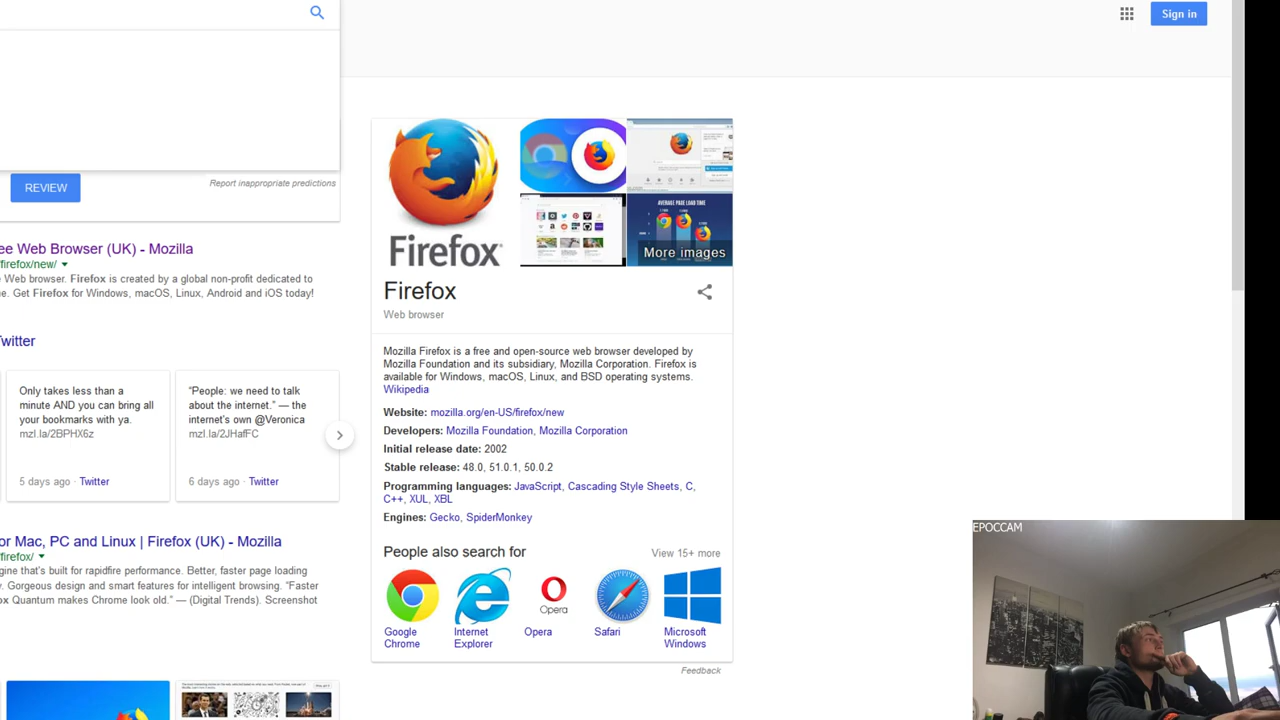 Sign in
REVIEW
Report inappropriate predictions
ee Web Browser (UK) - Mozilla
firefox/new/
Web browser. Firefox is created by a global non-profit dedicated to
e. Get Firefox for Windows, macOS, Linux, Android and iOS today!
Twitter
Only takes less than a
minute AND you can bring all
your bookmarks with ya.
mzl.la/2BPHX6z
5 days ago · Twitter
“People: we need to talk
about the internet.” — the
internet's own @Veronica
mzl.la/2JHafFC
6 days ago · Twitter
or Mac, PC and Linux | Firefox (UK) - Mozilla
firefox/
gine that's built for rapidfire performance. Better, faster page loading
y. Gorgeous design and smart features for intelligent browsing. “Faster
ox Quantum makes Chrome look old.” — (Digital Trends). Screenshot
Firefox
AVERAGE PAGE LOAD TIME
More images
Firefox
Web browser
Mozilla Firefox is a free and open-source web browser developed by
Mozilla Foundation and its subsidiary, Mozilla Corporation. Firefox is
available for Windows, macOS, Linux, and BSD operating systems.
Wikipedia
Website: mozilla.org/en-US/firefox/new
Developers: Mozilla Foundation, Mozilla Corporation
Initial release date: 2002
Stable release: 48.0, 51.0.1, 50.0.2
Programming languages: JavaScript, Cascading Style Sheets, C,
C++, XUL, XBL
Engines: Gecko, SpiderMonkey
People also search for
View 15+ more
Opera
Google
Chrome
Internet
Explorer
Opera
Safari
Microsoft
Windows
Feedback
EPOCCAM